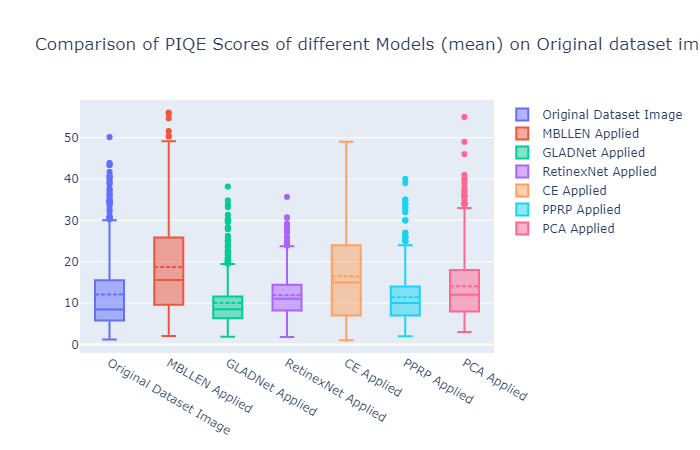 Comparison of PIQE Scores of different Models (mean) on Original dataset im
50
40
30
20
10
0
Original Dataset Image
MBLLEN Applied
GLADNet Applied
RetinexNet Applied
CE Applied
PPRP Applied
PCA Applied
Original Dataset Image
MBLLEN Applied
GLADNet Applied
RetinexNet Applied
CE Applied
PPRP Applied
PCA Applied